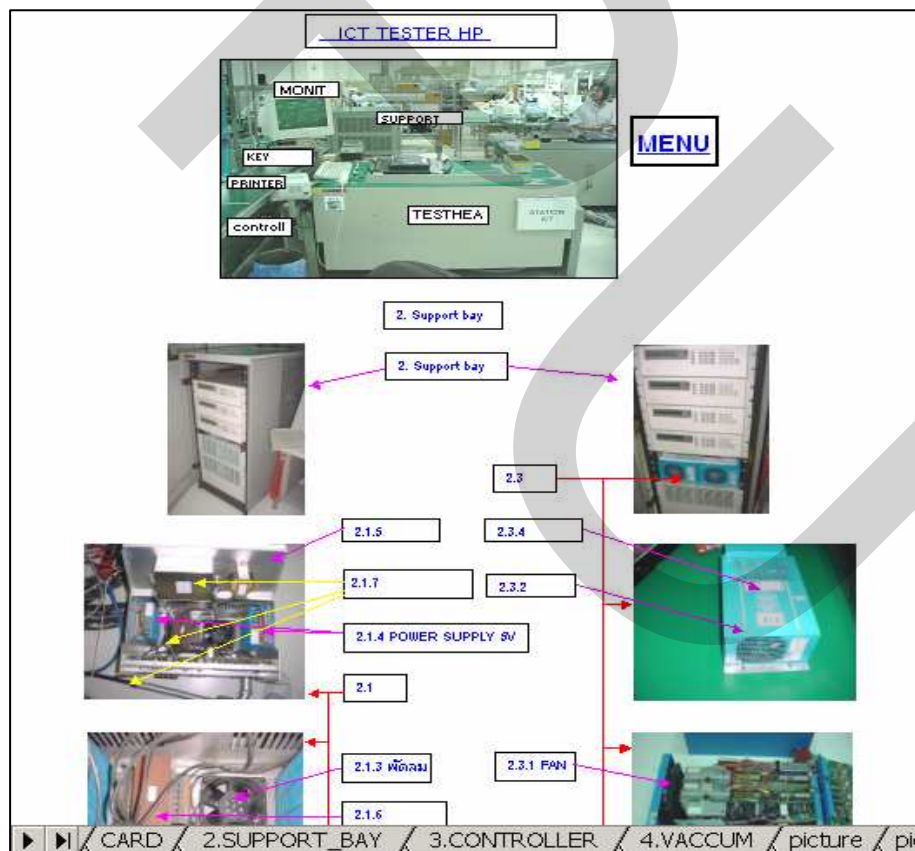 ICT TESTER HP
MONIT
SUPPORT
MENU
KEY
PRINTER
TESTHEA
STATION
controll
2. Support bay
2. Support bay
2.3
2.1.5
2.3.4
2.1.7
2.3.2
2.1.4 POWER SUPPLY 5V
2.1
2.1.3 พัดลม
2.3.1 FAN
2.1.6
CARD
2.SUPPORT_BAY
3.CONTROLLER
4.VACCUM
picture
pi